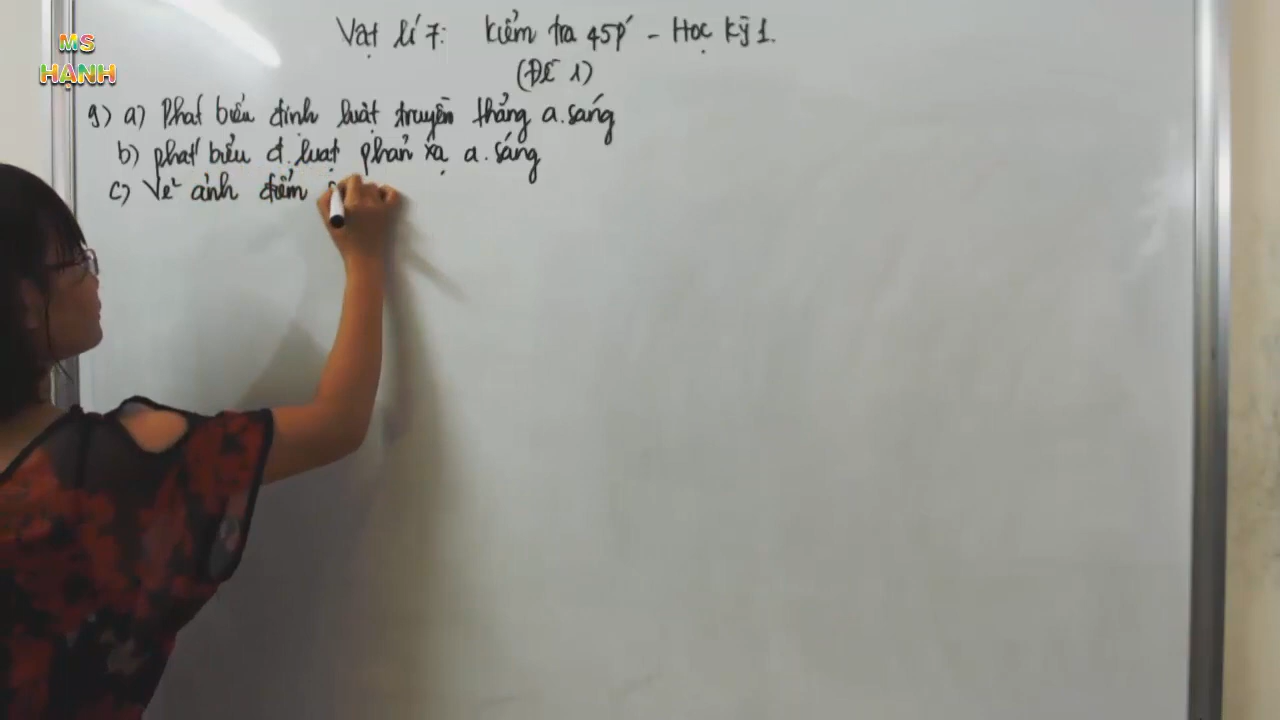 MS
HẠNH
Vật lí 7: Kiểm tra 45p' - Học kỳ 1.
(ĐỀ 1)
9) a) Phát biểu định luật truyền thẳng a.sáng
b) phát biểu đ.luật phản xạ a.sáng
c) Vẽ ảnh điểm